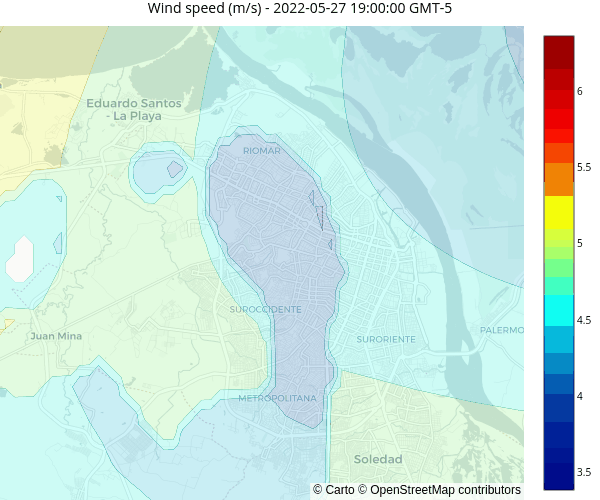 Wind speed (m/s) - 2022-05-27 19:00:00 GMT-5
6
5.5
5
4.5
4
3.5
Eduardo Santos
- La Playa
RIOMAR
SUROCCIDENTE
Juan Mina
SURORIENTE
PALERMO
METROPOLITANA
Soledad
© Carto © OpenStreetMap contributors